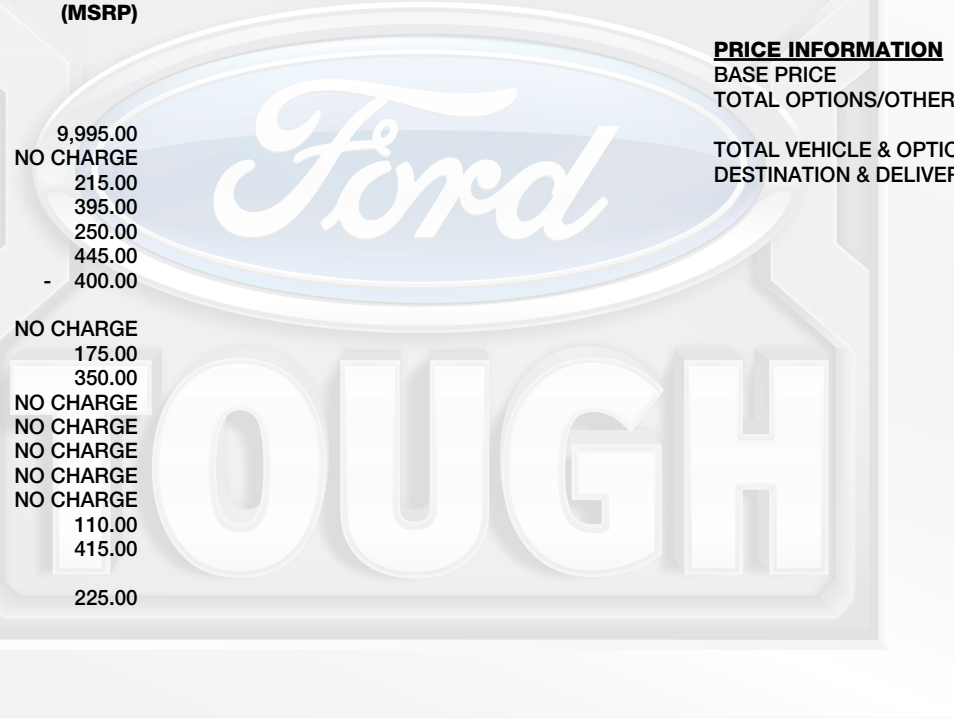 (MSRP)
9,995.00
NO CHARGE
215.00
395.00
250.00
445.00
- 400.00
NO CHARGE
175.00
350.00
NO CHARGE
NO CHARGE
NO CHARGE
NO CHARGE
NO CHARGE
110.00
415.00
225.00
PRICE INFORMATION
BASE PRICE
TOTAL OPTIONS/OTHER
TOTAL VEHICLE & OPTIO
DESTINATION & DELIVER
Ford
TOUGH